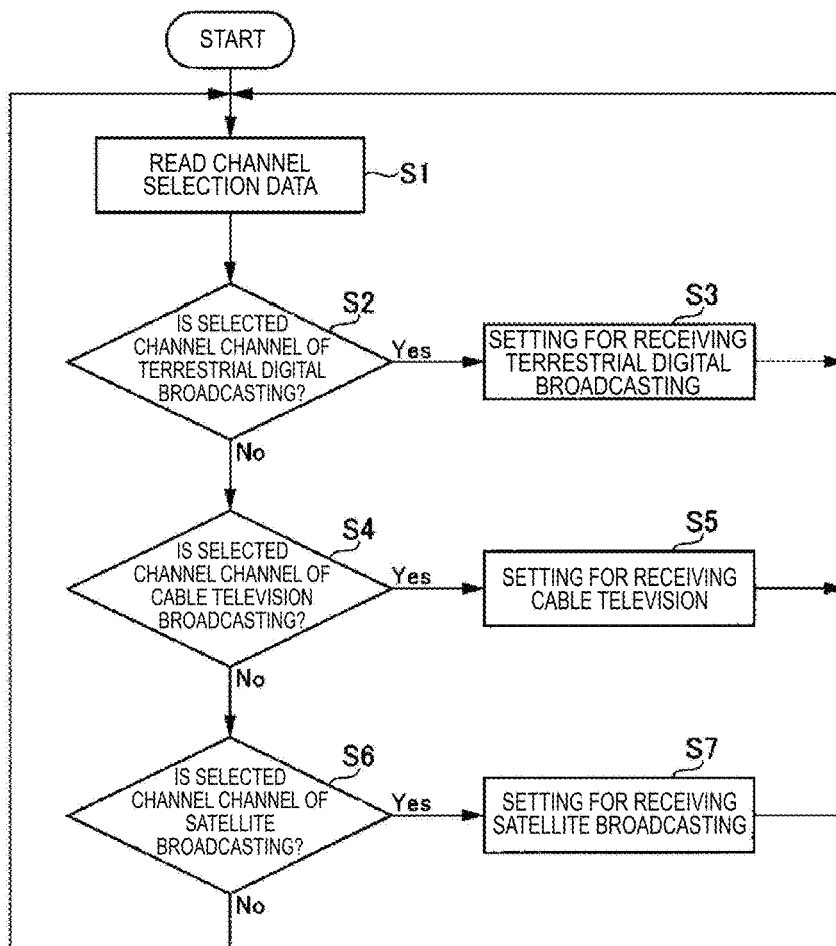 START
READ CHANNEL
SELECTION DATA
S1
S2
IS SELECTED
CHANNEL CHANNEL OF
TERRESTRIAL DIGITAL
BROADCASTING?
Yes
No
S3
SETTING FOR RECEIVING
TERRESTRIAL DIGITAL
BROADCASTING
S4
IS SELECTED
CHANNEL CHANNEL OF
CABLE TELEVISION
BROADCASTING?
Yes
No
S5
SETTING FOR RECEIVING
CABLE TELEVISION
S6
IS SELECTED
CHANNEL CHANNEL OF
SATELLITE
BROADCASTING?
Yes
No
S7
SETTING FOR RECEIVING
SATELLITE BROADCASTING